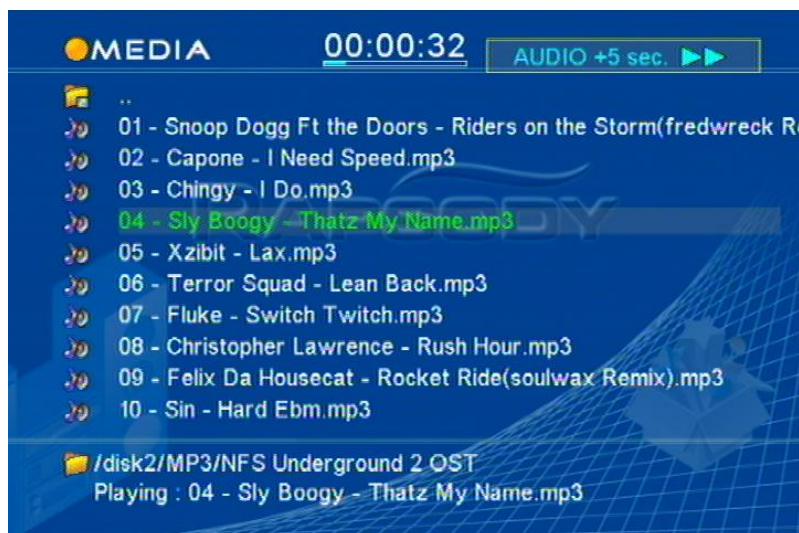 MEDIA
00:00:32
AUDIO +5 sec.
..
01 - Snoop Dogg Ft the Doors - Riders on the Storm(fredwreck R
02 - Capone - I Need Speed.mp3
03 - Chingy - I Do.mp3
RAPSODY
04 - Sly Boogy - Thatz My Name.mp3
05 - Xzibit - Lax.mp3
06 - Terror Squad - Lean Back.mp3
07 - Fluke - Switch Twitch.mp3
08 - Christopher Lawrence - Rush Hour.mp3
09 - Felix Da Housecat - Rocket Ride(soulwax Remix).mp3
10 - Sin - Hard Ebm.mp3
/disk2/MP3/NFS Underground 2 OST
Playing : 04 - Sly Boogy - Thatz My Name.mp3